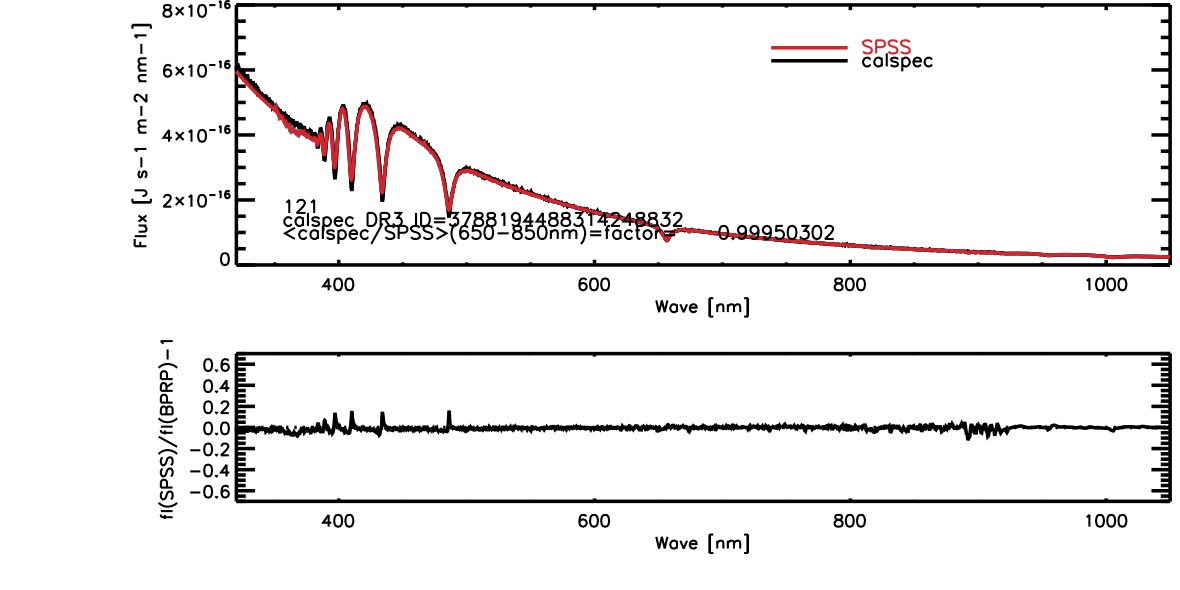 8×10−16
6×10−16
4×10−16
2×10−16
0
Flux [J s−1 m−2 nm−1]
SPSS
calspec
121
calspec DR3_ID=3788194488314248832
<calspec/SPSS>(650−850nm)=factor= 0.99950302
400 600 800 1000
Wave [nm]
fl(SPSS)/fl(BPRP)−1
0.6
0.4
0.2
0.0
−0.2
−0.4
−0.6
400 600 800 1000
Wave [nm]